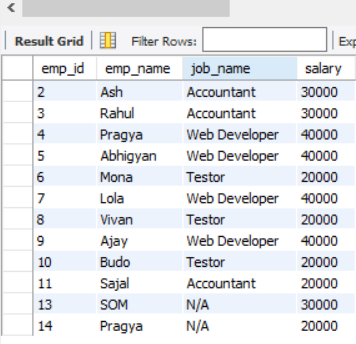 Result Grid Filter Rows: Exp
emp_id emp_name job_name salary
2 Ash Accountant 30000
3 Rahul Accountant 30000
4 Pragya Web Developer 40000
5 Abhigyan Web Developer 40000
6 Mona Testor 20000
7 Lola Web Developer 40000
8 Vivan Testor 20000
9 Ajay Web Developer 40000
10 Budo Testor 20000
11 Sajal Accountant 20000
13 SOM N/A 30000
14 Pragya N/A 20000